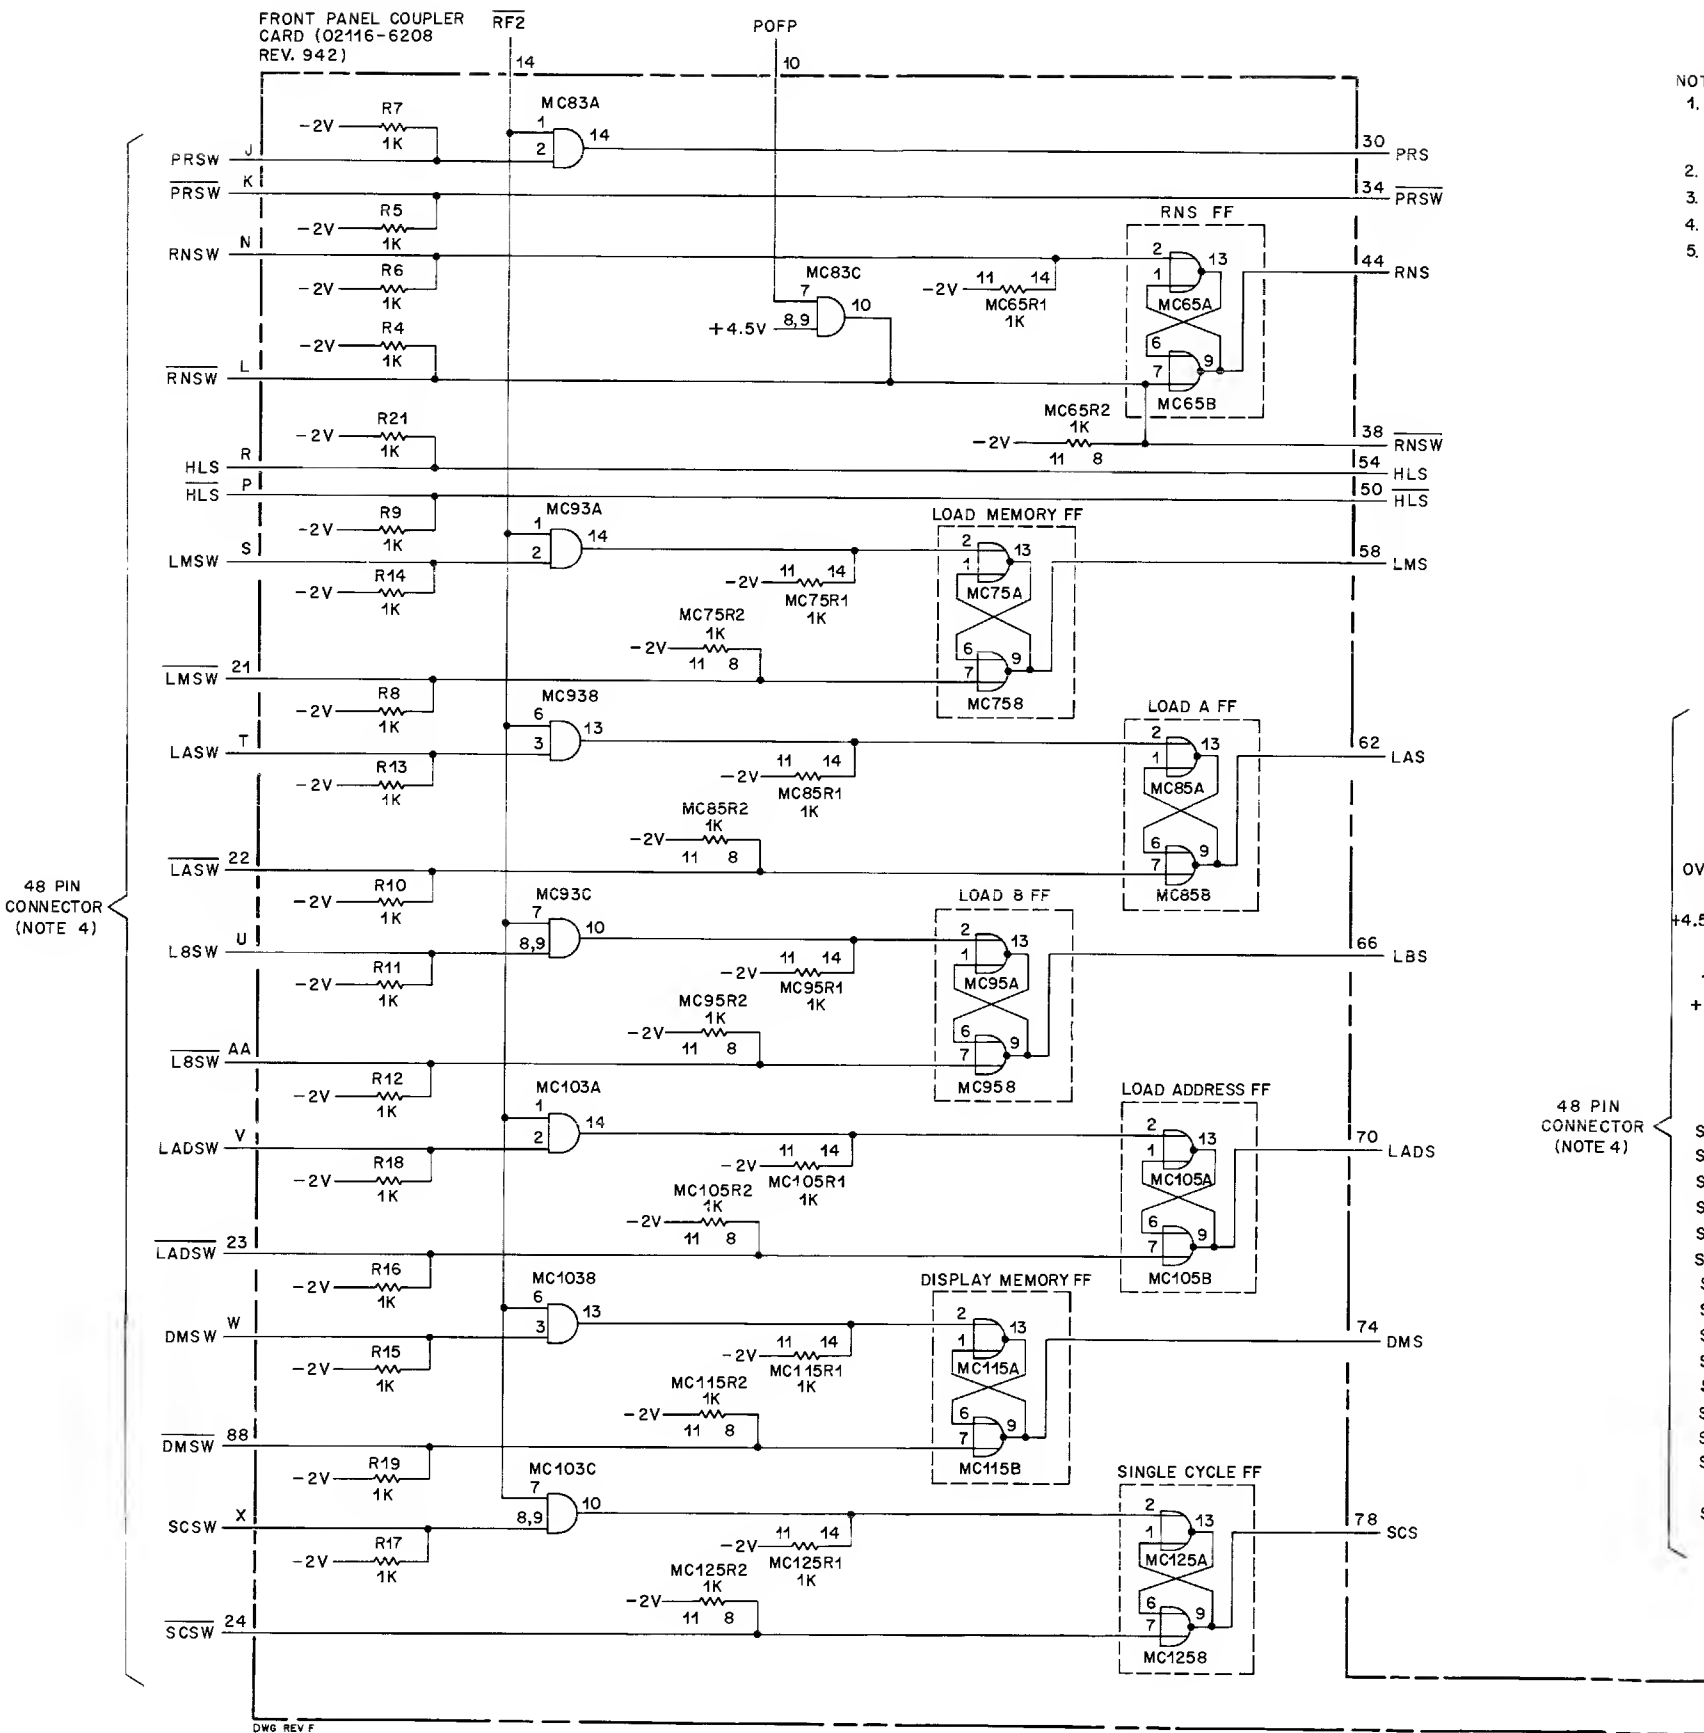 FRONT PANEL COUPLER
CARD (02116-6208
REV. 942)
RF2
14
POFP
10
NOT
1.
2.
3.
4.
5.
R7
-2V
1K
MC83A
1
2
14
PRSW J
30 PRS
PRSW K
34 PRSW
R5
-2V
1K
RNS FF
RNSW N
2
1
13
MC65A
44 RNS
R6
-2V
1K
MC83C
7
8,9
10
+4.5V
11 14
-2V
MC65R1
1K
R4
-2V
1K
6
7
9
MC65B
RNSW L
MC65R2
1K
-2V
11 8
38 RNSW
R21
-2V
1K
HLS R
54 HLS
HLS P
50 HLS
R9
-2V
1K
MC93A
1
2
14
LOAD MEMORY FF
2
1
13
MC75A
LMSW S
58 LMS
R14
-2V
1K
11 14
-2V
MC75R1
1K
MC75R2
1K
-2V
11 8
6
7
9
MC758
LMSW 21
R8
-2V
1K
MC938
6
3
13
LOAD A FF
2
1
13
MC85A
LASW T
62 LAS
R13
-2V
1K
11 14
-2V
MC85R1
1K
MC85R2
1K
-2V
11 8
6
7
9
MC858
LASW 22
48 PIN
CONNECTOR
(NOTE 4)
R10
-2V
1K
MC93C
7
8,9
10
LOAD 8 FF
2
1
13
MC95A
L8SW U
66 LBS
R11
-2V
1K
11 14
-2V
MC95R1
1K
MC95R2
1K
-2V
11 8
6
7
9
MC958
L8SW AA
R12
-2V
1K
MC103A
1
2
14
LOAD ADDRESS FF
2
1
13
MC105A
LADSW V
70 LADS
R18
-2V
1K
11 14
-2V
MC105R1
1K
MC105R2
1K
-2V
11 8
6
7
9
MC105B
LADSW 23
R16
-2V
1K
MC1038
6
3
13
DISPLAY MEMORY FF
2
1
13
MC115A
DMSW W
74 DMS
R15
-2V
1K
11 14
-2V
MC115R1
1K
MC115R2
1K
-2V
11 8
6
7
9
MC115B
DMSW 88
R19
-2V
1K
MC103C
7
8,9
10
SINGLE CYCLE FF
2
1
13
MC125A
SCSW X
78 SCS
R17
-2V
1K
11 14
-2V
MC125R1
1K
MC125R2
1K
-2V
11 8
6
7
9
MC1258
SCSW 24
DWG REV F
OV
+4.5
+
48 PIN
CONNECTOR
(NOTE 4)